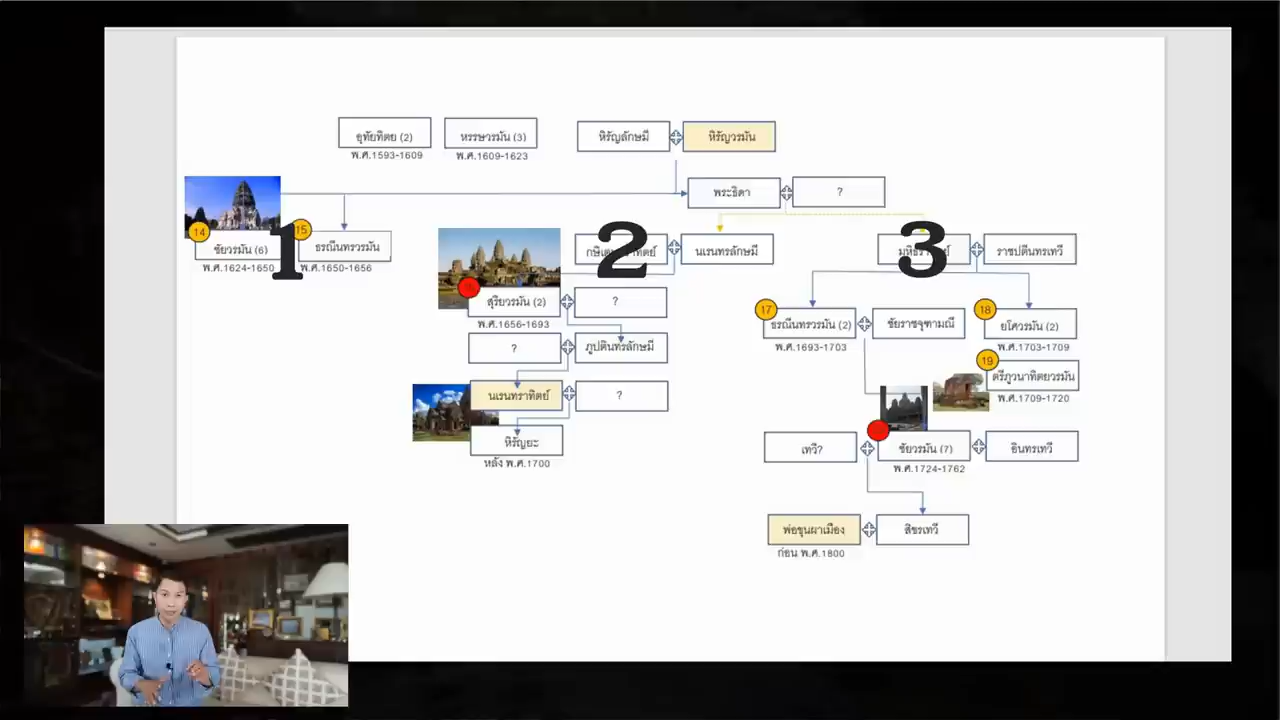 อุทัยทิตย (2)
หรรษวรมัน (3)
หิรัญลักษมี
หิรัญวรมัน
พ.ศ.1593-1609
พ.ศ.1609-1623
พระธิดา
?
14
ชัยวรมัน (6)
พ.ศ.1624-1650
1
15
ธรณีนทรวรมัน
พ.ศ.1650-1656
2
นเรนทรลักษมี
3
ราชปตีนทรเทวี
สุริยวรมัน (2)
?
พ.ศ.1656-1693
?
ภูปตินทรลักษมี
นเรนทราทิตย์
?
หิรัญยะ
หลัง พ.ศ.1700
17
ธรณีนทรวรมัน (2)
ชัยราชจุฑามณี
พ.ศ.1693-1703
18
ยโศวรมัน (2)
พ.ศ.1703-1709
19
ตรีภูวนาทิตยวรมัน
พ.ศ.1709-1720
เทวี?
ชัยวรมัน (7)
อินทรเทวี
พ.ศ.1724-1762
พ่อขุนผาเมือง
สิขรเทวี
ก่อน พ.ศ.1800